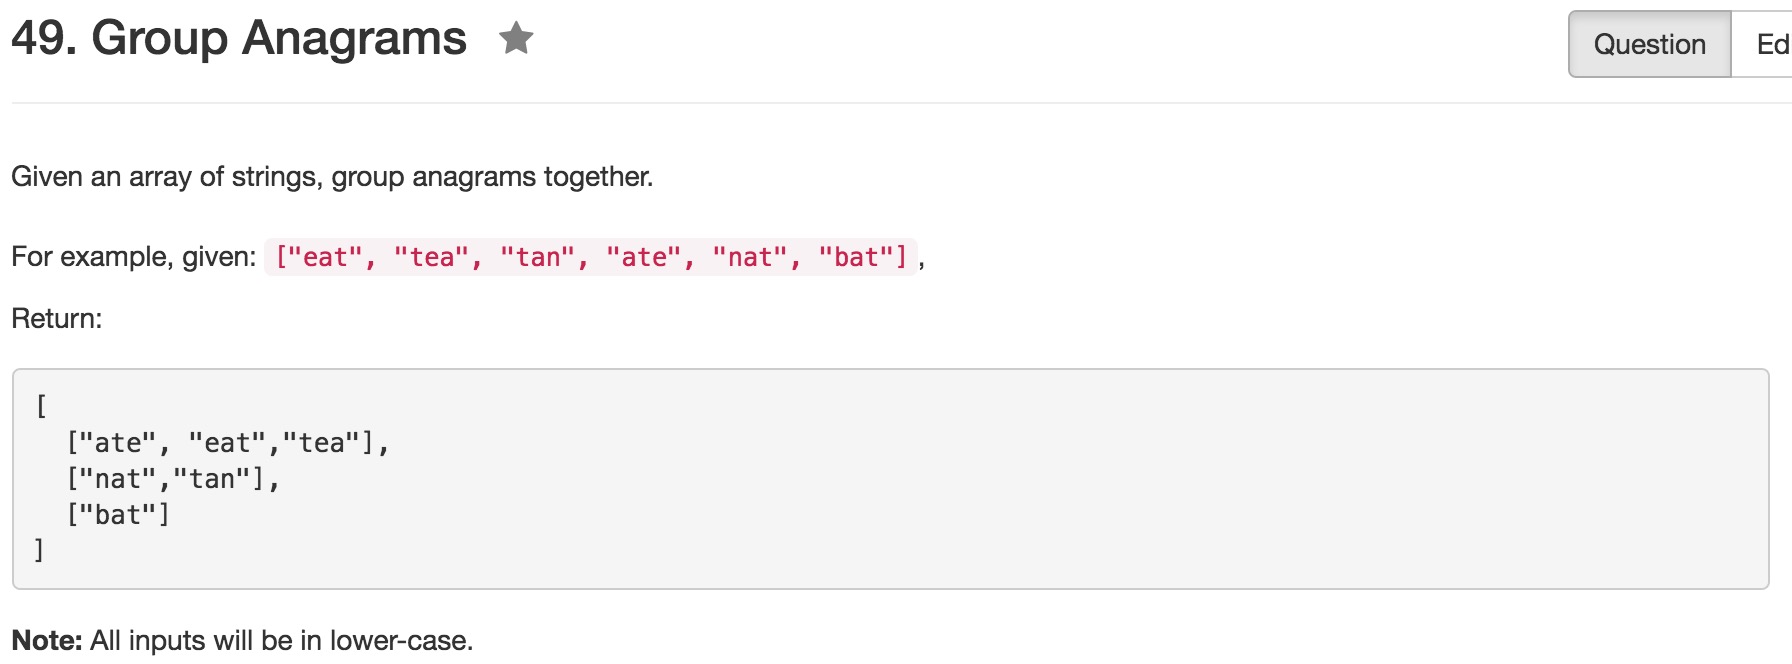 49. Group Anagrams
Question
Ed
Given an array of strings, group anagrams together.
For example, given: ["eat", "tea", "tan", "ate", "nat", "bat"],
Return:
[
  ["ate", "eat","tea"],
  ["nat","tan"],
  ["bat"]
]
Note: All inputs will be in lower-case.